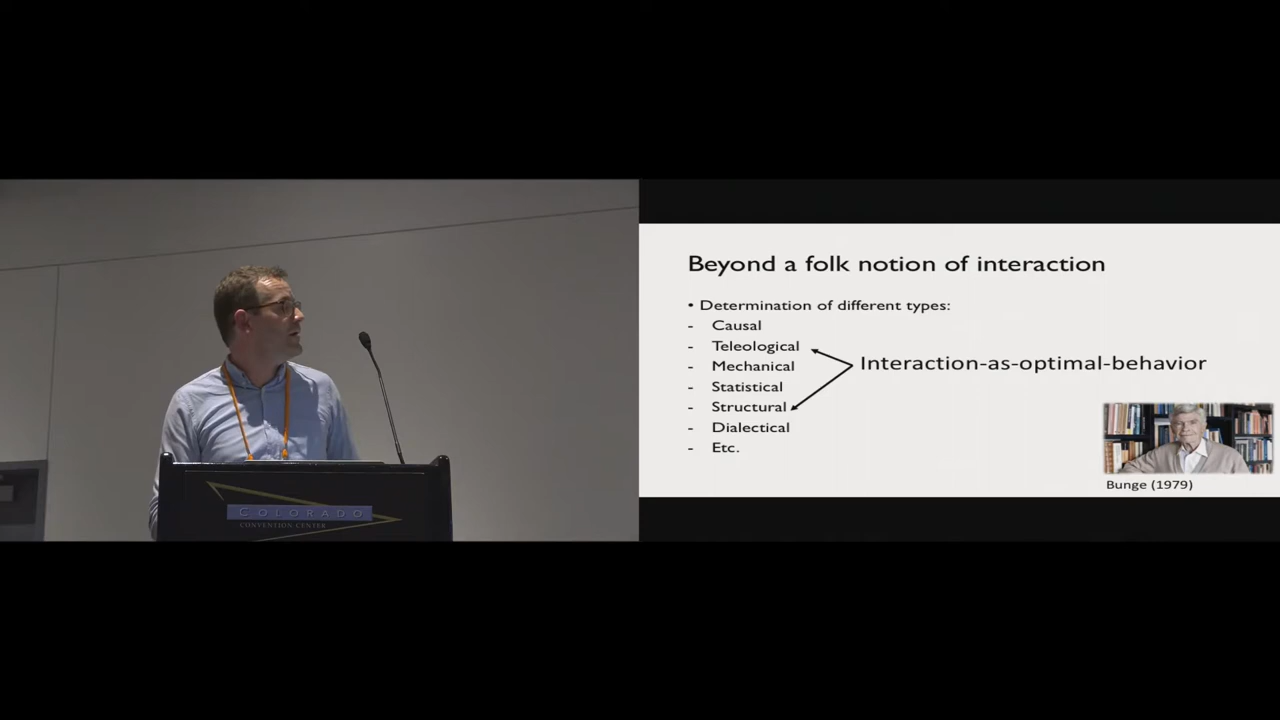 COLORADO
CONVENTION CENTER
Beyond a folk notion of interaction
• Determination of different types:
- Causal
- Teleological
- Mechanical
- Statistical
- Structural
- Dialectical
- Etc.
Interaction-as-optimal-behavior
Bunge (1979)